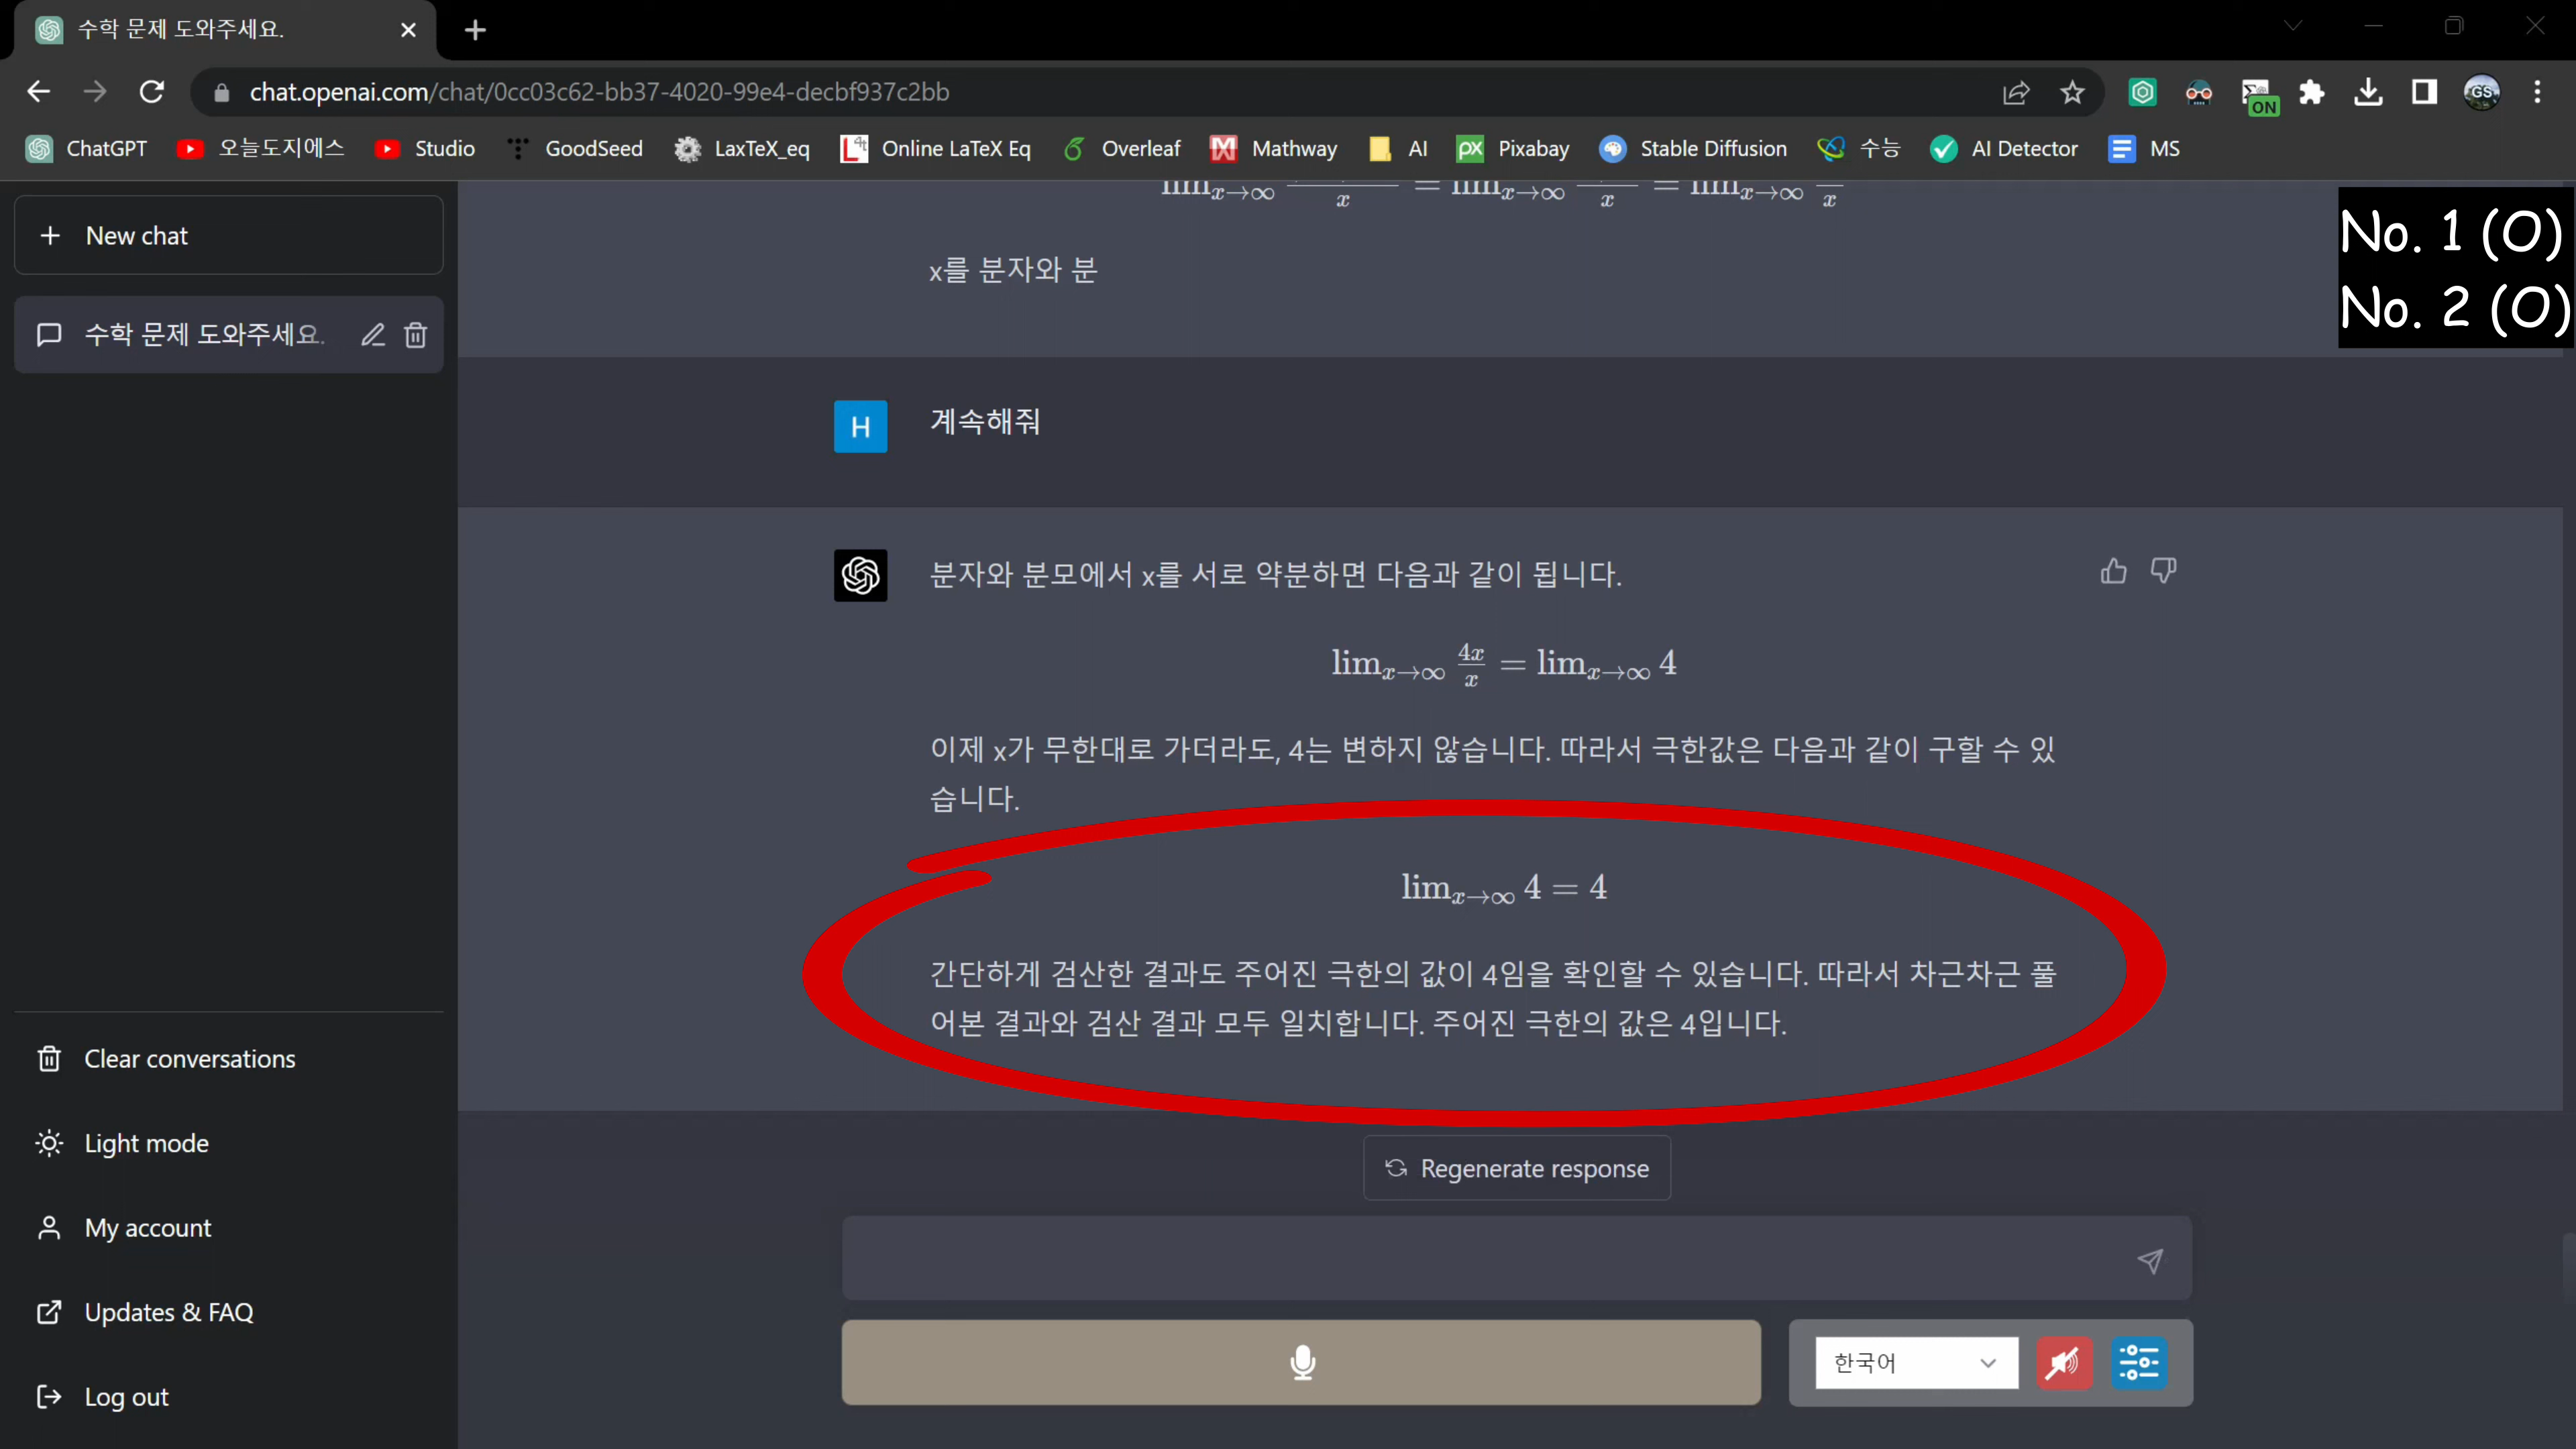 수학 문제 도와주세요.
chat.openai.com/chat/0cc03c62-bb37-4020-99e4-decbf937c2bb
ON
GS
ChatGPT
오늘도지에스
Studio
GoodSeed
LaxTeX_eq
Online LaTeX Eq
Overleaf
Mathway
AI
px Pixabay
Stable Diffusion
수능
AI Detector
MS
New chat
수학 문제 도와주세요.
Clear conversations
Light mode
My account
Updates & FAQ
Log out
lim x→∞ x = lim x→∞ x = lim x→∞ x
x를 분자와 분
No. 1 (O)
No. 2 (O)
H 계속해줘
분자와 분모에서 x를 서로 약분하면 다음과 같이 됩니다.
lim x→∞ 4x/x = lim x→∞ 4
이제 x가 무한대로 가더라도, 4는 변하지 않습니다. 따라서 극한값은 다음과 같이 구할 수 있
습니다.
lim x→∞ 4 = 4
간단하게 검산한 결과도 주어진 극한의 값이 4임을 확인할 수 있습니다. 따라서 차근차근 풀
어본 결과와 검산 결과 모두 일치합니다. 주어진 극한의 값은 4입니다.
Regenerate response
한국어